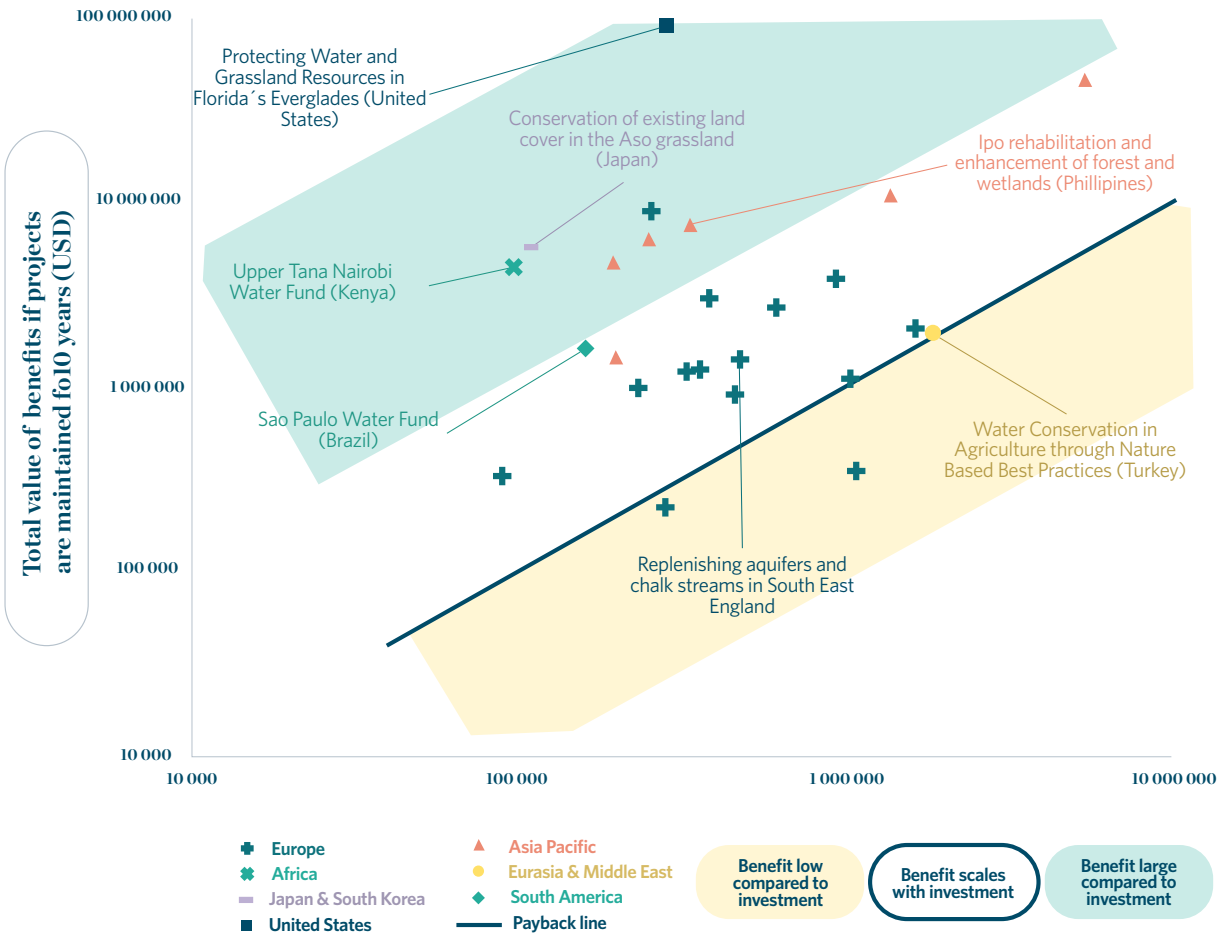 100 000 000
Protecting Water and
Grassland Resources in
Florida´s Everglades (United
States)
Conservation of existing land
cover in the Aso grassland
(Japan)
Ipo rehabilitation and
enhancement of forest and
wetlands (Phillipines)
10 000 000
Total value of benefits if projects
are maintained fo10 years (USD)
Upper Tana Nairobi
Water Fund (Kenya)
1 000 000
Sao Paulo Water Fund
(Brazil)
Water Conservation in
Agriculture through Nature
Based Best Practices (Turkey)
100 000
Replenishing aquifers and
chalk streams in South East
England
10 000
10 000
100 000
1 000 000
10 000 000
Europe
Africa
Japan & South Korea
United States
Asia Pacific
Eurasia & Middle East
South America
Payback line
Benefit low
compared to
investment
Benefit scales
with investment
Benefit large
compared to
investment